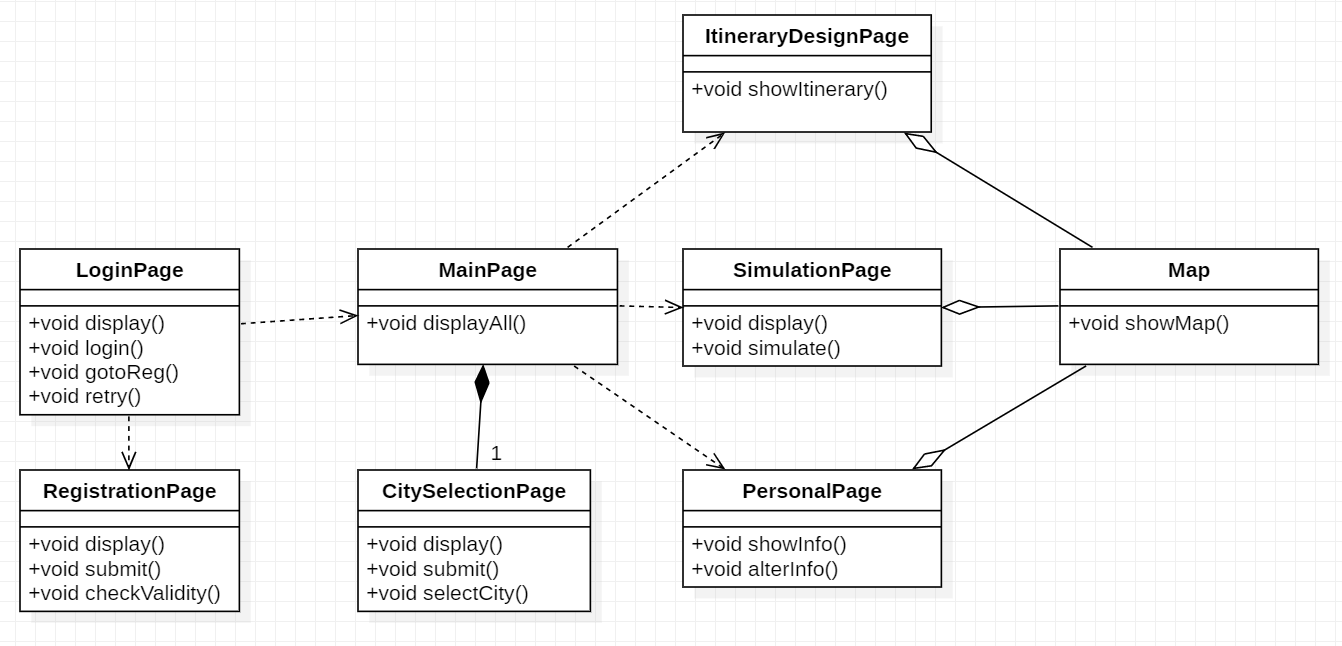 ItineraryDesignPage
+void showItinerary()
LoginPage
+void display()
+void login()
+void gotoReg()
+void retry()
MainPage
+void displayAll()
SimulationPage
+void display()
+void simulate()
Map
+void showMap()
1
RegistrationPage
+void display()
+void submit()
+void checkValidity()
CitySelectionPage
+void display()
+void submit()
+void selectCity()
PersonalPage
+void showInfo()
+void alterInfo()